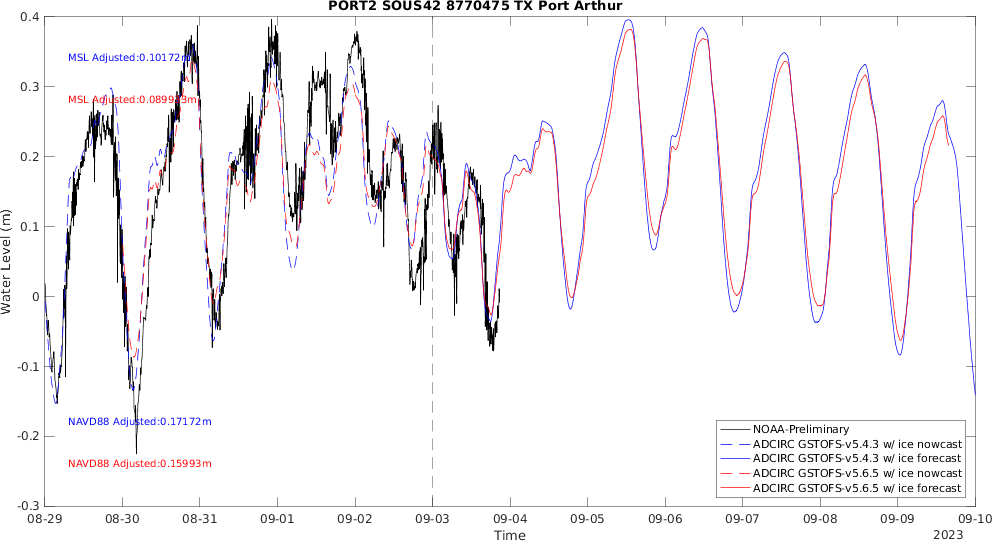 PORT2 SOUS42 8770475 TX Port Arthur
0.4
0.3
0.2
0.1
0
-0.1
-0.2
-0.3
Water Level (m)
MSL Adjusted:0.10172m
MSL Adjusted:0.089933m
NAVD88 Adjusted:0.17172m
NAVD88 Adjusted:0.15993m
NOAA-Preliminary
ADCIRC GSTOFS-v5.4.3 w/ ice nowcast
ADCIRC GSTOFS-v5.4.3 w/ ice forecast
ADCIRC GSTOFS-v5.6.5 w/ ice nowcast
ADCIRC GSTOFS-v5.6.5 w/ ice forecast
08-29 08-30 08-31 09-01 09-02 09-03 09-04 09-05 09-06 09-07 09-08 09-09 09-10
Time
2023